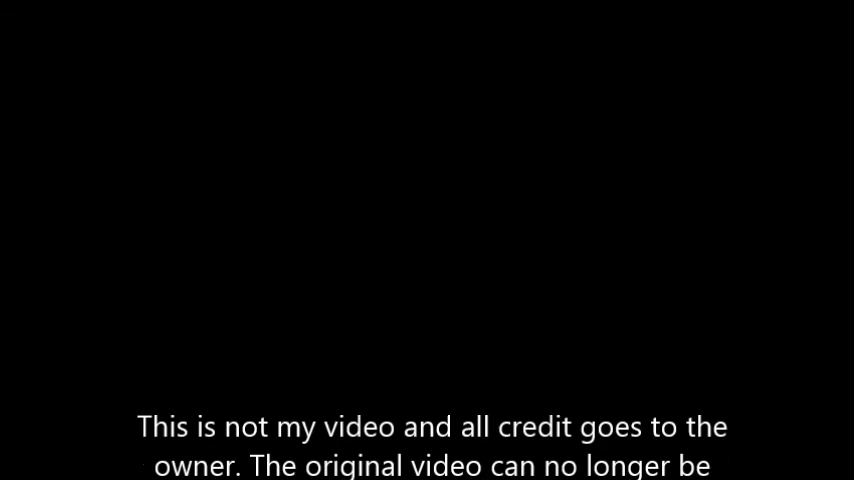 This is not my video and all credit goes to the
owner. The original video can no longer be